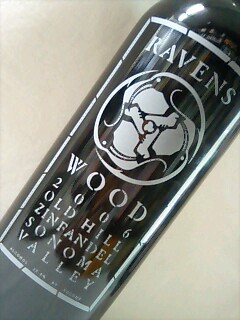 RAVENS
WOOD
2006
OLD HILL
ZINFANDEL
SONOMA
VALLEY